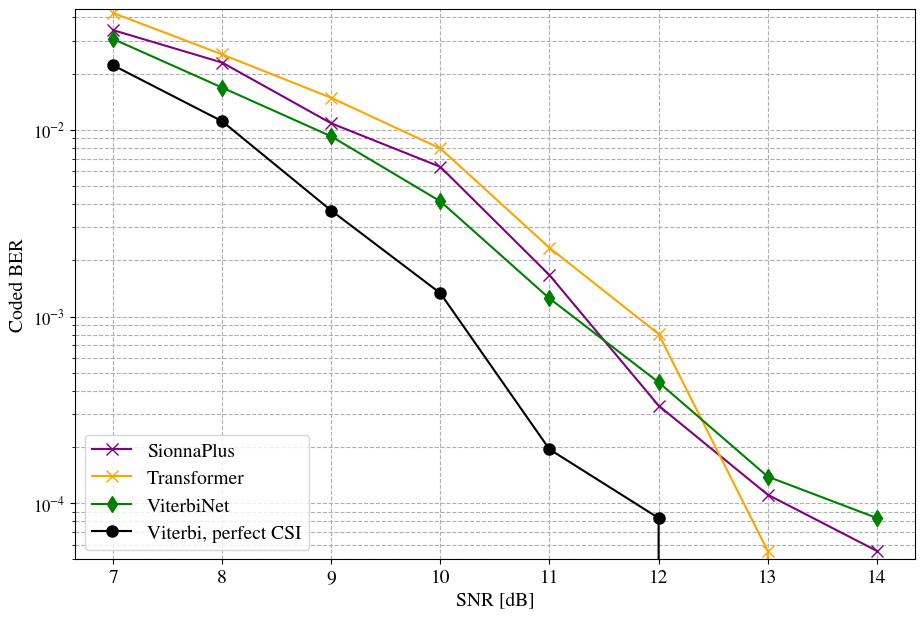 Coded BER
10⁻²
10⁻³
10⁻⁴
SionnaPlus
Transformer
ViterbiNet
Viterbi, perfect CSI
7 8 9 10 11 12 13 14
SNR [dB]